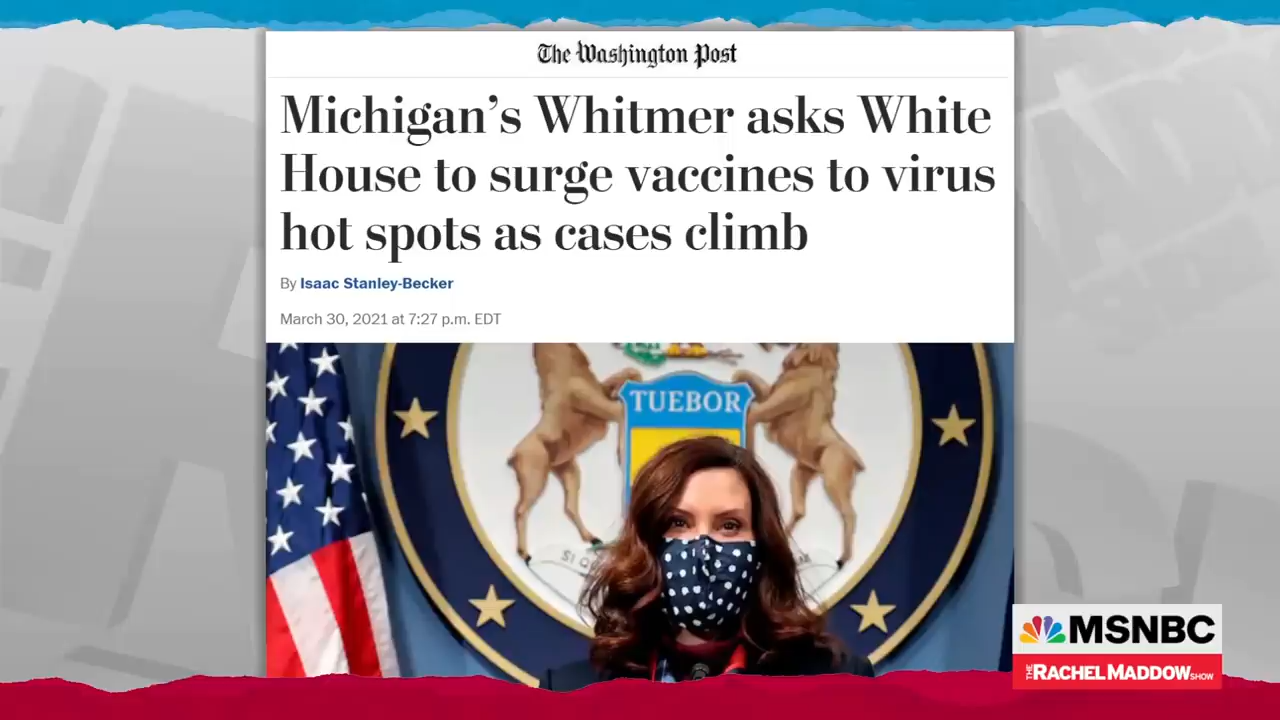 The Washington Post
Michigan’s Whitmer asks White
House to surge vaccines to virus
hot spots as cases climb
By Isaac Stanley-Becker
March 30, 2021 at 7:27 p.m. EDT
TUEBOR
SI Q
MSNBC
THE RACHEL MADDOW SHOW